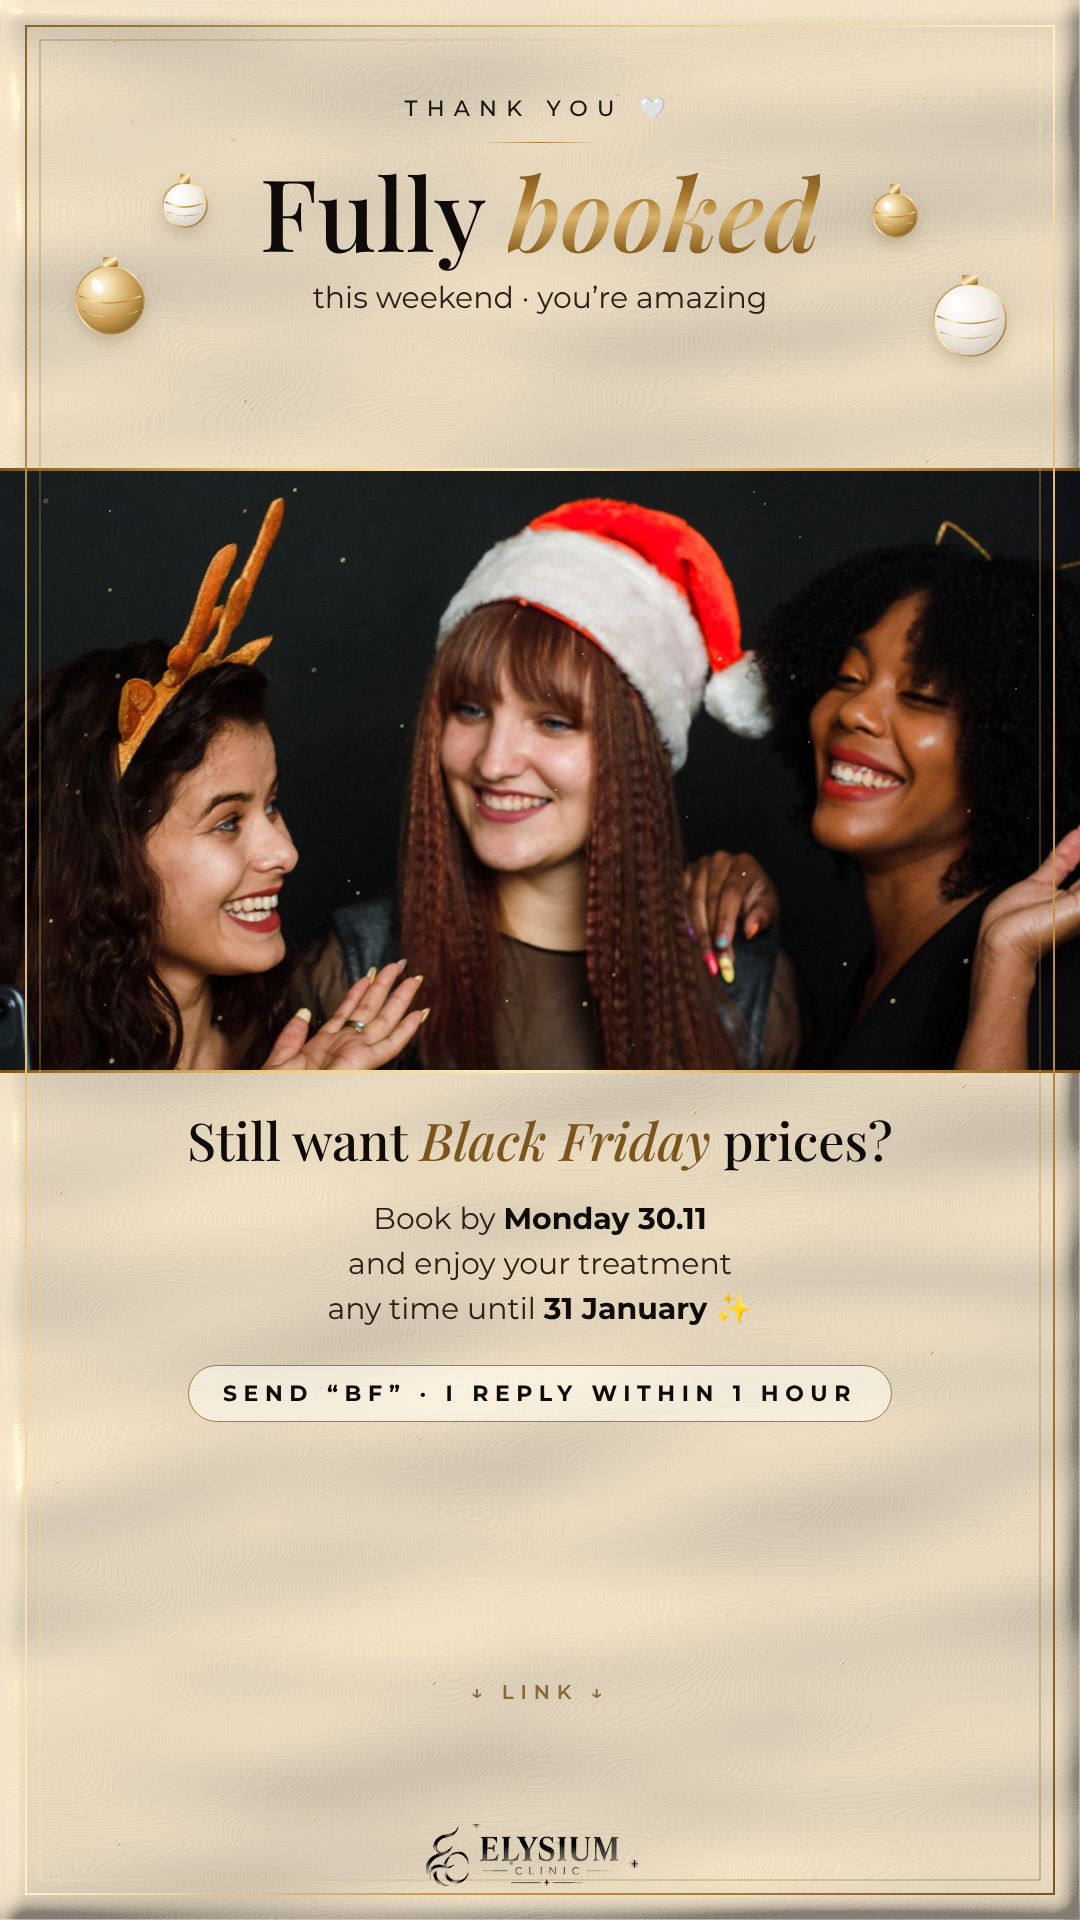 THANK YOU 🤍
Fully booked
this weekend · you’re amazing
Still want Black Friday prices?
Book by Monday 30.11
and enjoy your treatment
any time until 31 January ✨
SEND “BF” · I REPLY WITHIN 1 HOUR
↓ LINK ↓
ELYSIUM
CLINIC